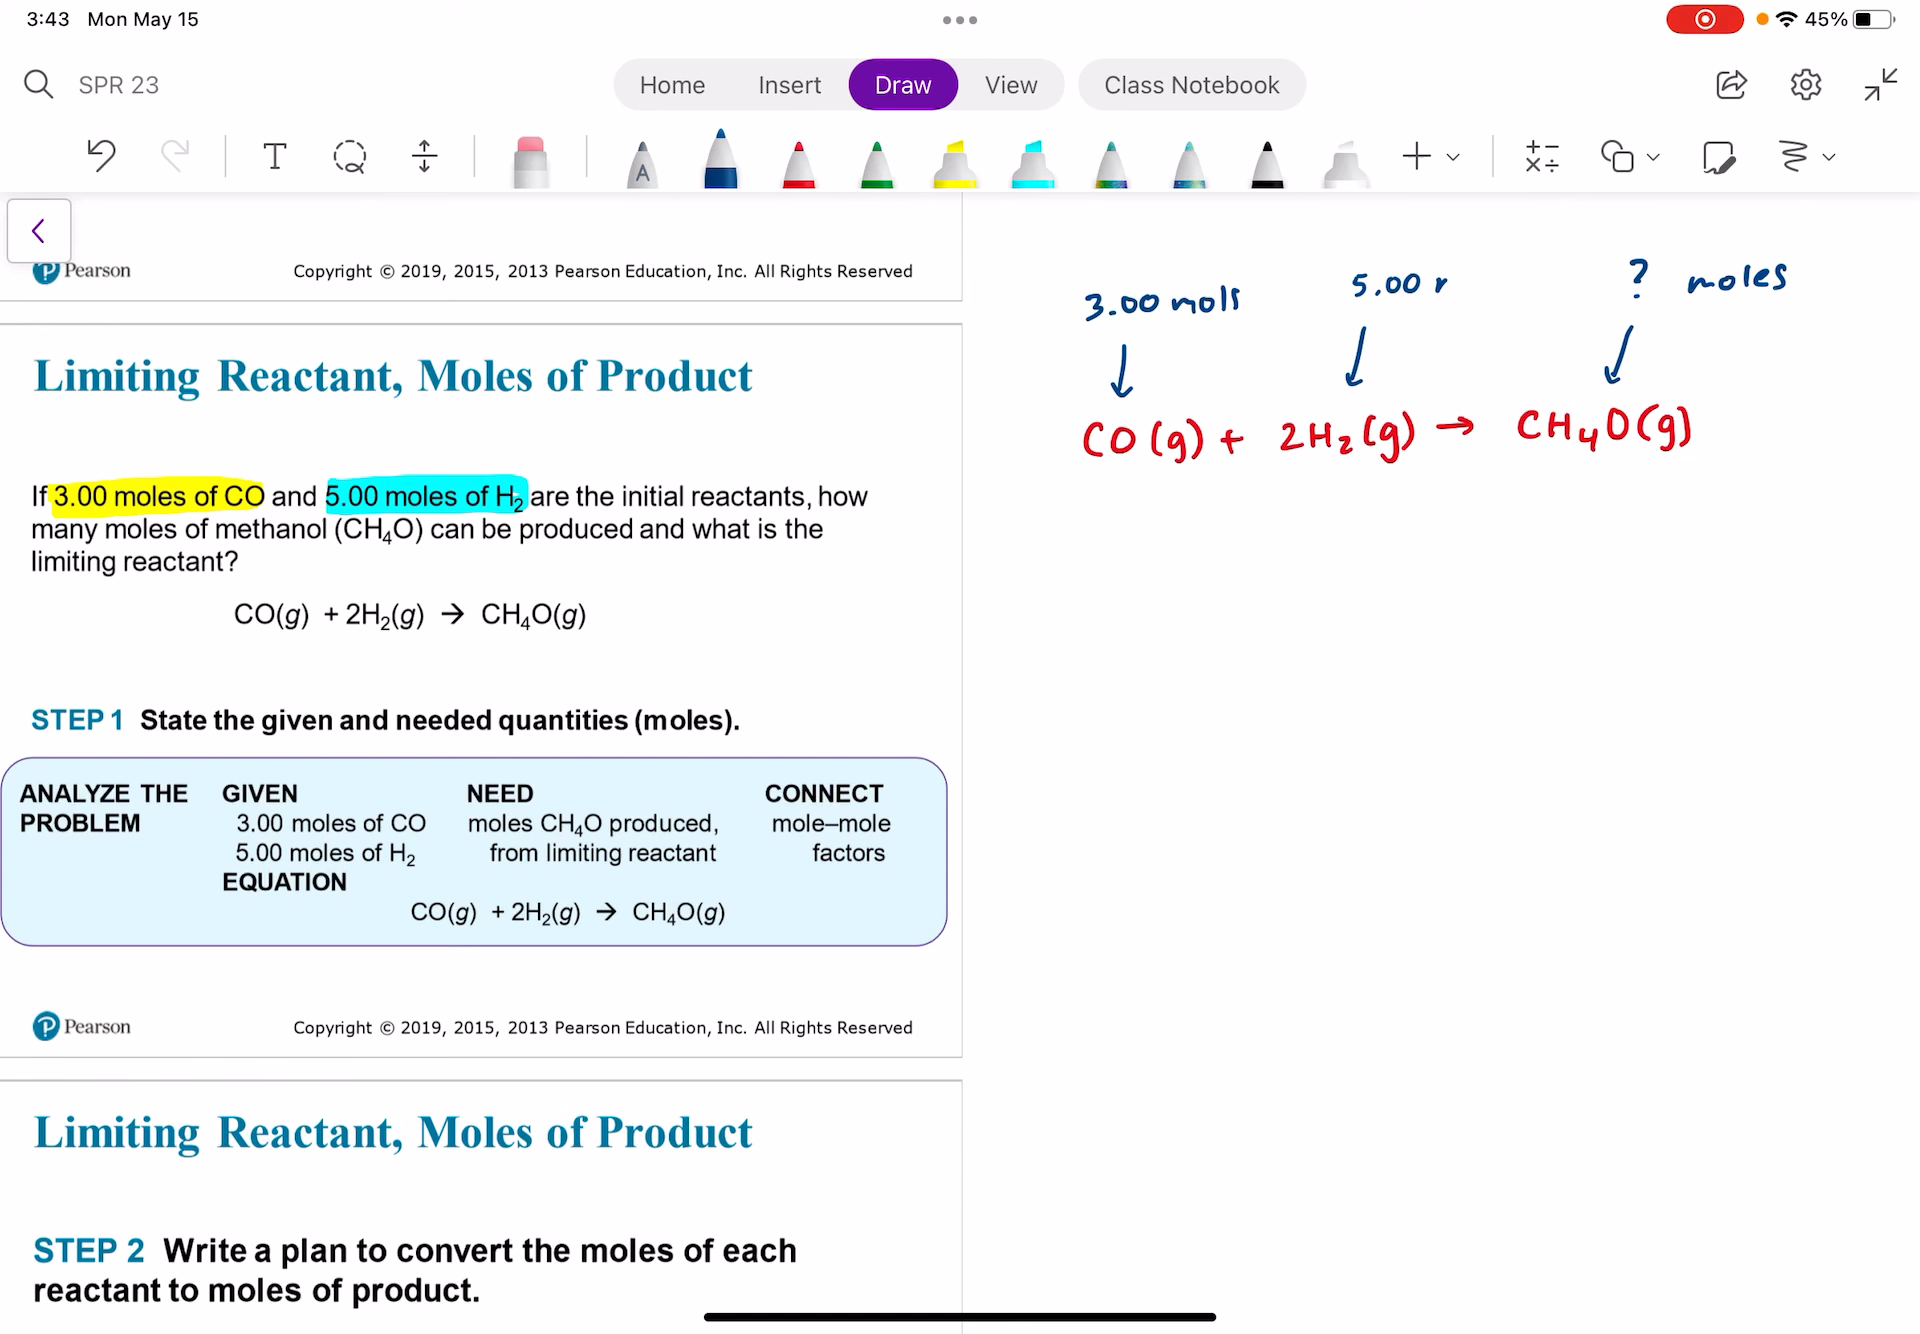 3:43 Mon May 15
45%
SPR 23
Home Insert Draw View Class Notebook
T
A
Pearson
Copyright © 2019, 2015, 2013 Pearson Education, Inc. All Rights Reserved
Limiting Reactant, Moles of Product
If 3.00 moles of CO and 5.00 moles of H₂ are the initial reactants, how
many moles of methanol (CH₄O) can be produced and what is the
limiting reactant?
CO(g) + 2H₂(g) → CH₄O(g)
STEP 1 State the given and needed quantities (moles).
ANALYZE THE PROBLEM
GIVEN
3.00 moles of CO
5.00 moles of H₂
NEED
moles CH₄O produced,
from limiting reactant
CONNECT
mole–mole
factors
EQUATION
CO(g) + 2H₂(g) → CH₄O(g)
Pearson
Copyright © 2019, 2015, 2013 Pearson Education, Inc. All Rights Reserved
Limiting Reactant, Moles of Product
STEP 2 Write a plan to convert the moles of each
reactant to moles of product.
3.00 mols 5.00 r ? moles
CO(g) + 2H₂(g) → CH₄O(g)